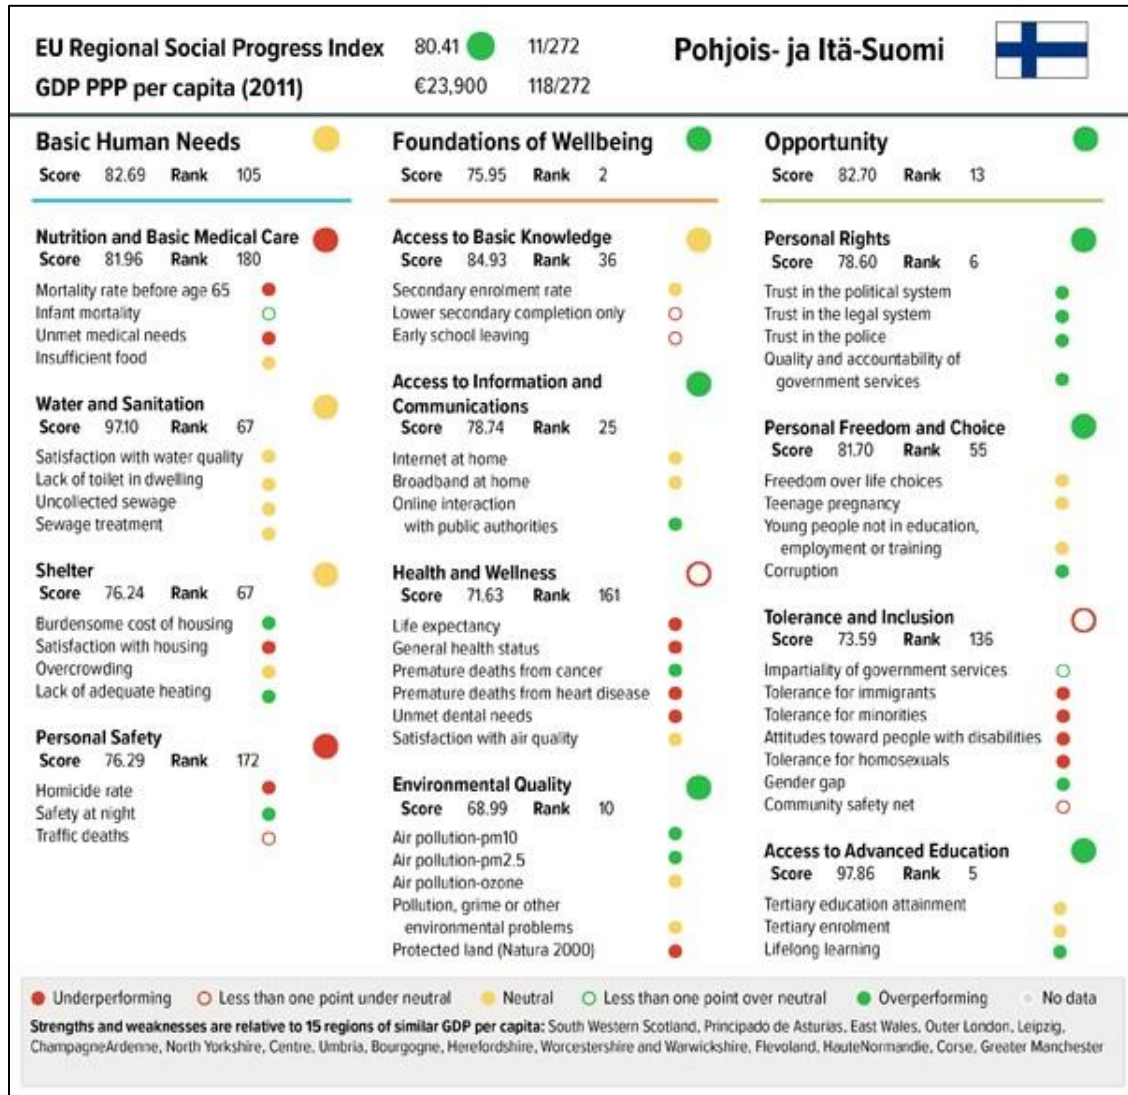 EU Regional Social Progress Index 80.41 11/272
GDP PPP per capita (2011) €23,900 118/272
Pohjois- ja Itä-Suomi
Basic Human Needs
Score 82.69 Rank 105
Nutrition and Basic Medical Care
Score 81.96 Rank 180
Mortality rate before age 65
Infant mortality
Unmet medical needs
Insufficient food
Water and Sanitation
Score 97.10 Rank 67
Satisfaction with water quality
Lack of toilet in dwelling
Uncollected sewage
Sewage treatment
Shelter
Score 76.24 Rank 67
Burdensome cost of housing
Satisfaction with housing
Overcrowding
Lack of adequate heating
Personal Safety
Score 76.29 Rank 172
Homicide rate
Safety at night
Traffic deaths
Foundations of Wellbeing
Score 75.95 Rank 2
Access to Basic Knowledge
Score 84.93 Rank 36
Secondary enrolment rate
Lower secondary completion only
Early school leaving
Access to Information and
Communications
Score 78.74 Rank 25
Internet at home
Broadband at home
Online interaction
with public authorities
Health and Wellness
Score 71.63 Rank 161
Life expectancy
General health status
Premature deaths from cancer
Premature deaths from heart disease
Unmet dental needs
Satisfaction with air quality
Environmental Quality
Score 68.99 Rank 10
Air pollution-pm10
Air pollution-pm2.5
Air pollution-ozone
Pollution, grime or other
environmental problems
Protected land (Natura 2000)
Opportunity
Score 82.70 Rank 13
Personal Rights
Score 78.60 Rank 6
Trust in the political system
Trust in the legal system
Trust in the police
Quality and accountability of
government services
Personal Freedom and Choice
Score 81.70 Rank 55
Freedom over life choices
Teenage pregnancy
Young people not in education,
employment or training
Corruption
Tolerance and Inclusion
Score 73.59 Rank 136
Impartiality of government services
Tolerance for immigrants
Tolerance for minorities
Attitudes toward people with disabilities
Tolerance for homosexuals
Gender gap
Community safety net
Access to Advanced Education
Score 97.86 Rank 5
Tertiary education attainment
Tertiary enrolment
Lifelong learning
Underperforming Less than one point under neutral Neutral Less than one point over neutral Overperforming No data
Strengths and weaknesses are relative to 15 regions of similar GDP per capita: South Western Scotland, Principado de Asturias, East Wales, Outer London, Leipzig,
ChampagneArdenne, North Yorkshire, Centre, Umbria, Bourgogne, Herefordshire, Worcestershire and Warwickshire, Flevoland, HauteNormandie, Corse, Greater Manchester